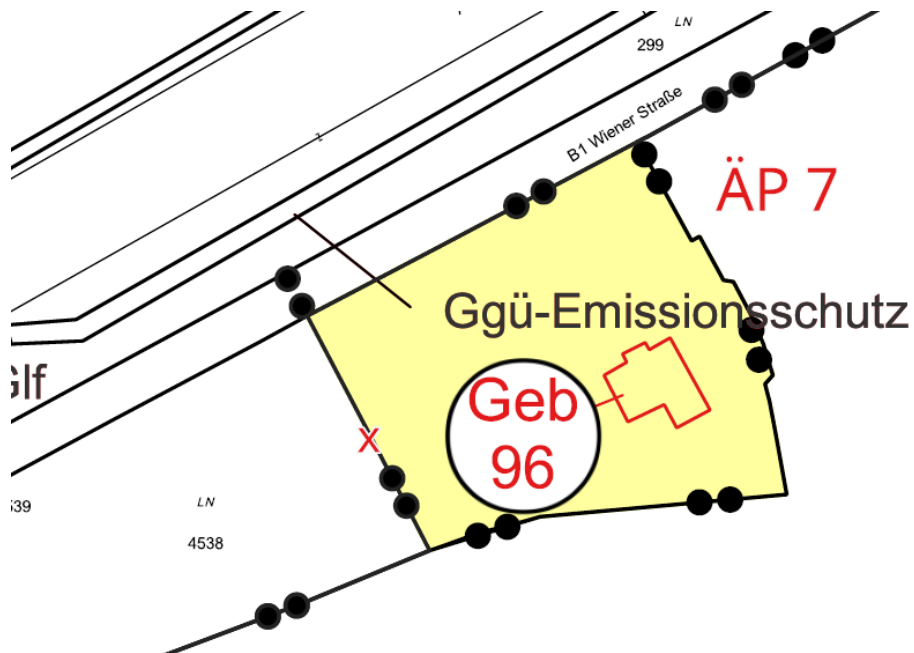 LN
299
B1 Wiener Straße
ÄP 7
Ggü-Emissionsschutz
Glf
Geb
96
x
539
LN
4538